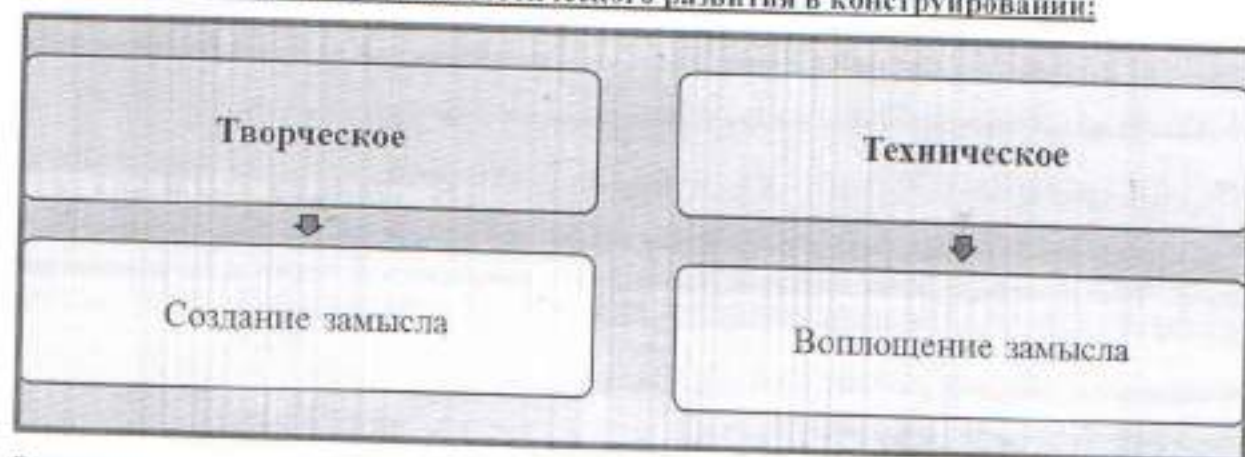 развития в конструировании:
Творческое
Техническое
Создание замысла
Воплощение замысла